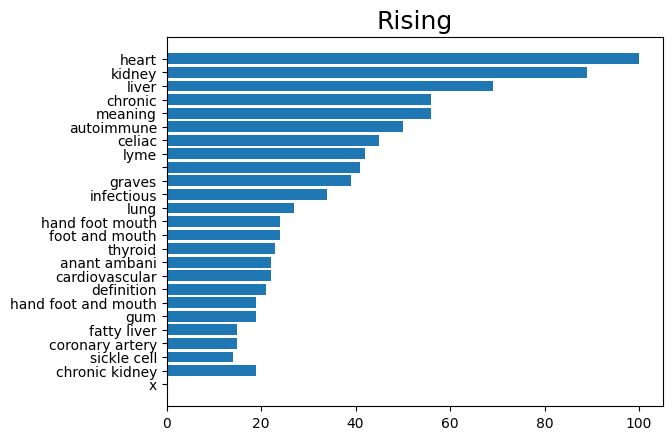 Rising
heart
kidney
liver
chronic
meaning
autoimmune
celiac
lyme
graves
infectious
lung
hand foot mouth
foot and mouth
thyroid
anant ambani
cardiovascular
definition
hand foot and mouth
gum
fatty liver
coronary artery
sickle cell
chronic kidney
x
0 20 40 60 80 100